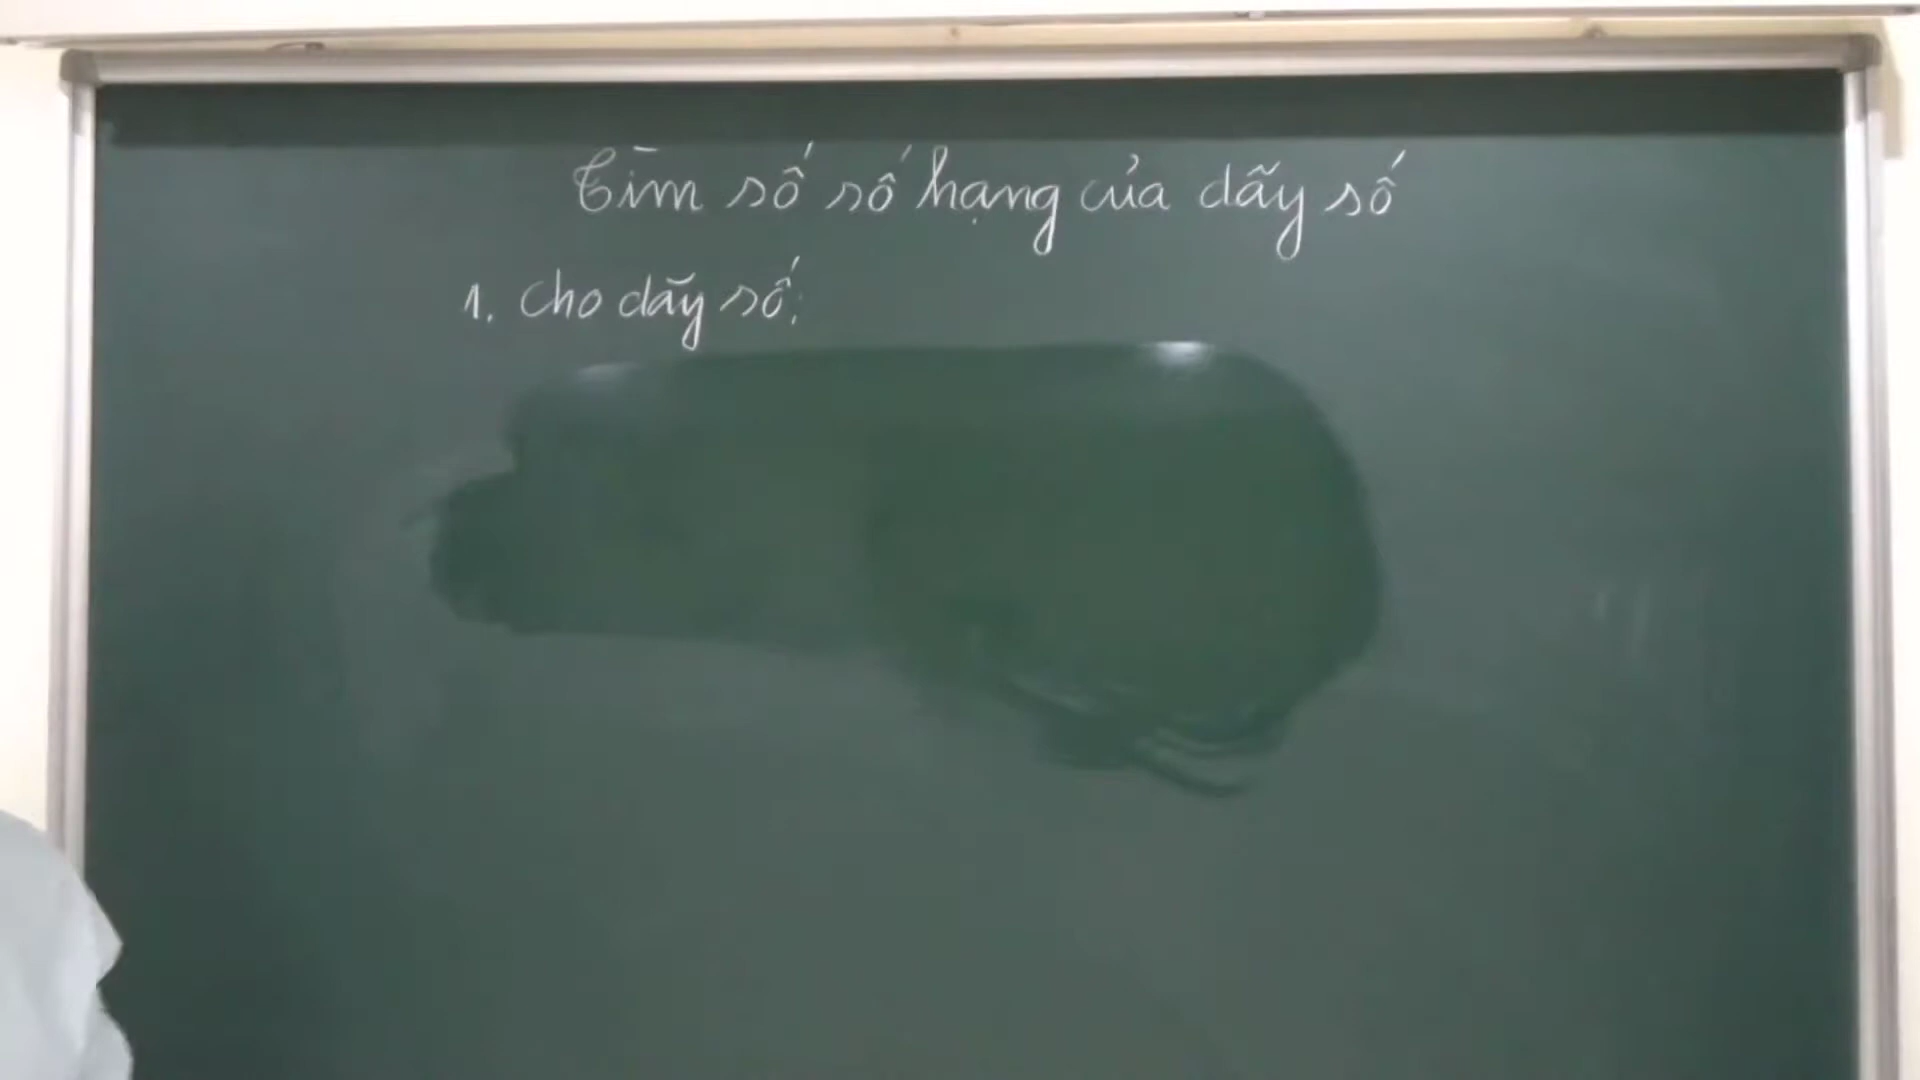 Tìm số số hạng của dãy số
1. Cho dãy số: